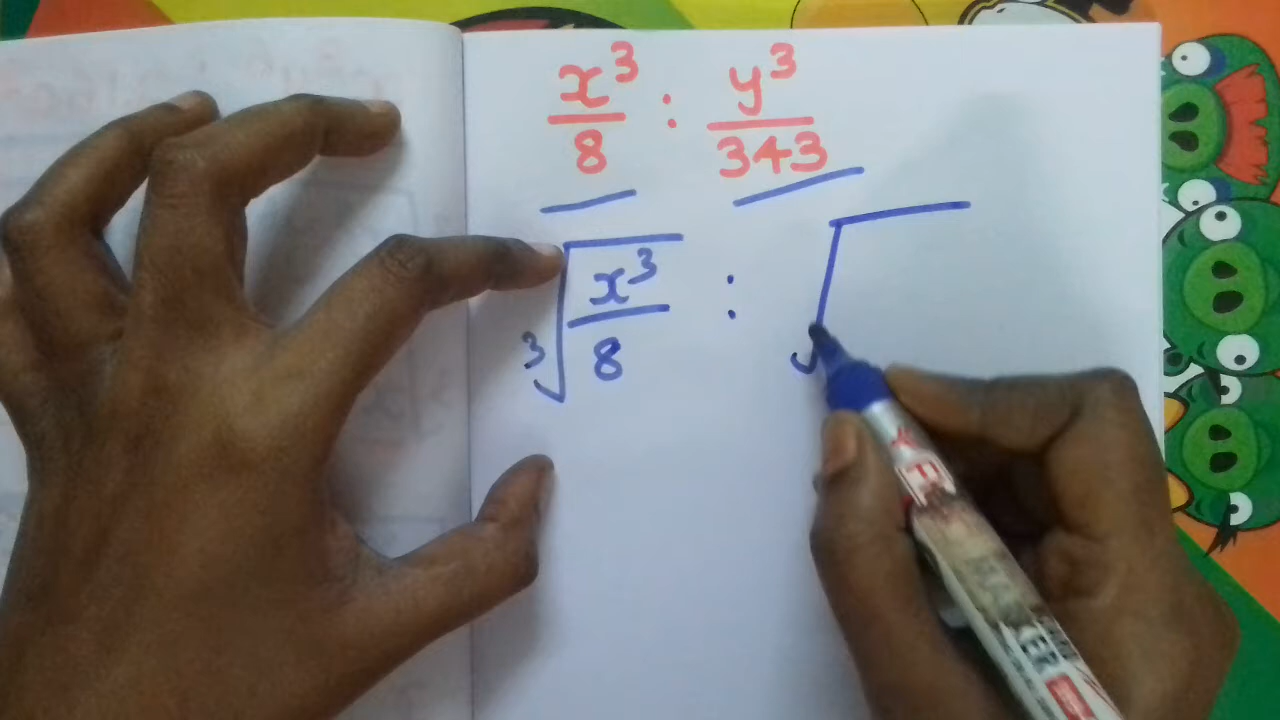 x³/8 : y³/343
∛(x³/8) : √